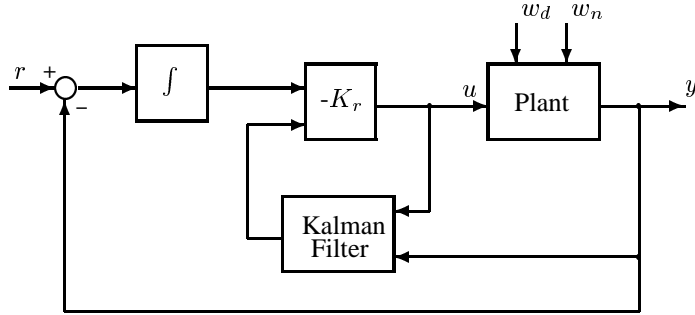 w_d w_n
r + ∫ -K_r u Plant y
−
Kalman
Filter